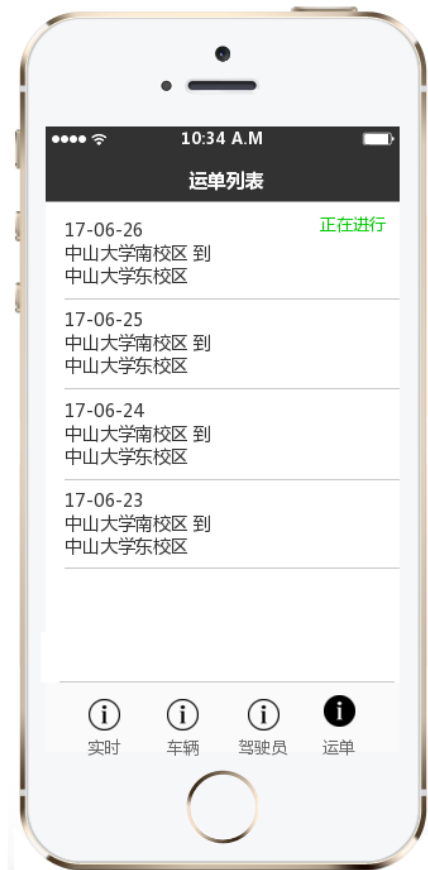 10:34 A.M
运单列表
17-06-26
正在进行
中山大学南校区 到
中山大学东校区
17-06-25
中山大学南校区 到
中山大学东校区
17-06-24
中山大学南校区 到
中山大学东校区
17-06-23
中山大学南校区 到
中山大学东校区
i i i i
实时 车辆 驾驶员 运单